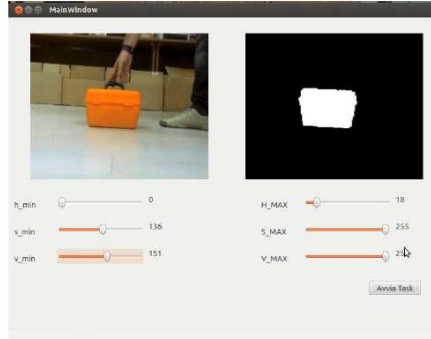 MainWindow
h_min 0 H_MAX 18
s_min 136 S_MAX 255
v_min 151 V_MAX
Avvia Task